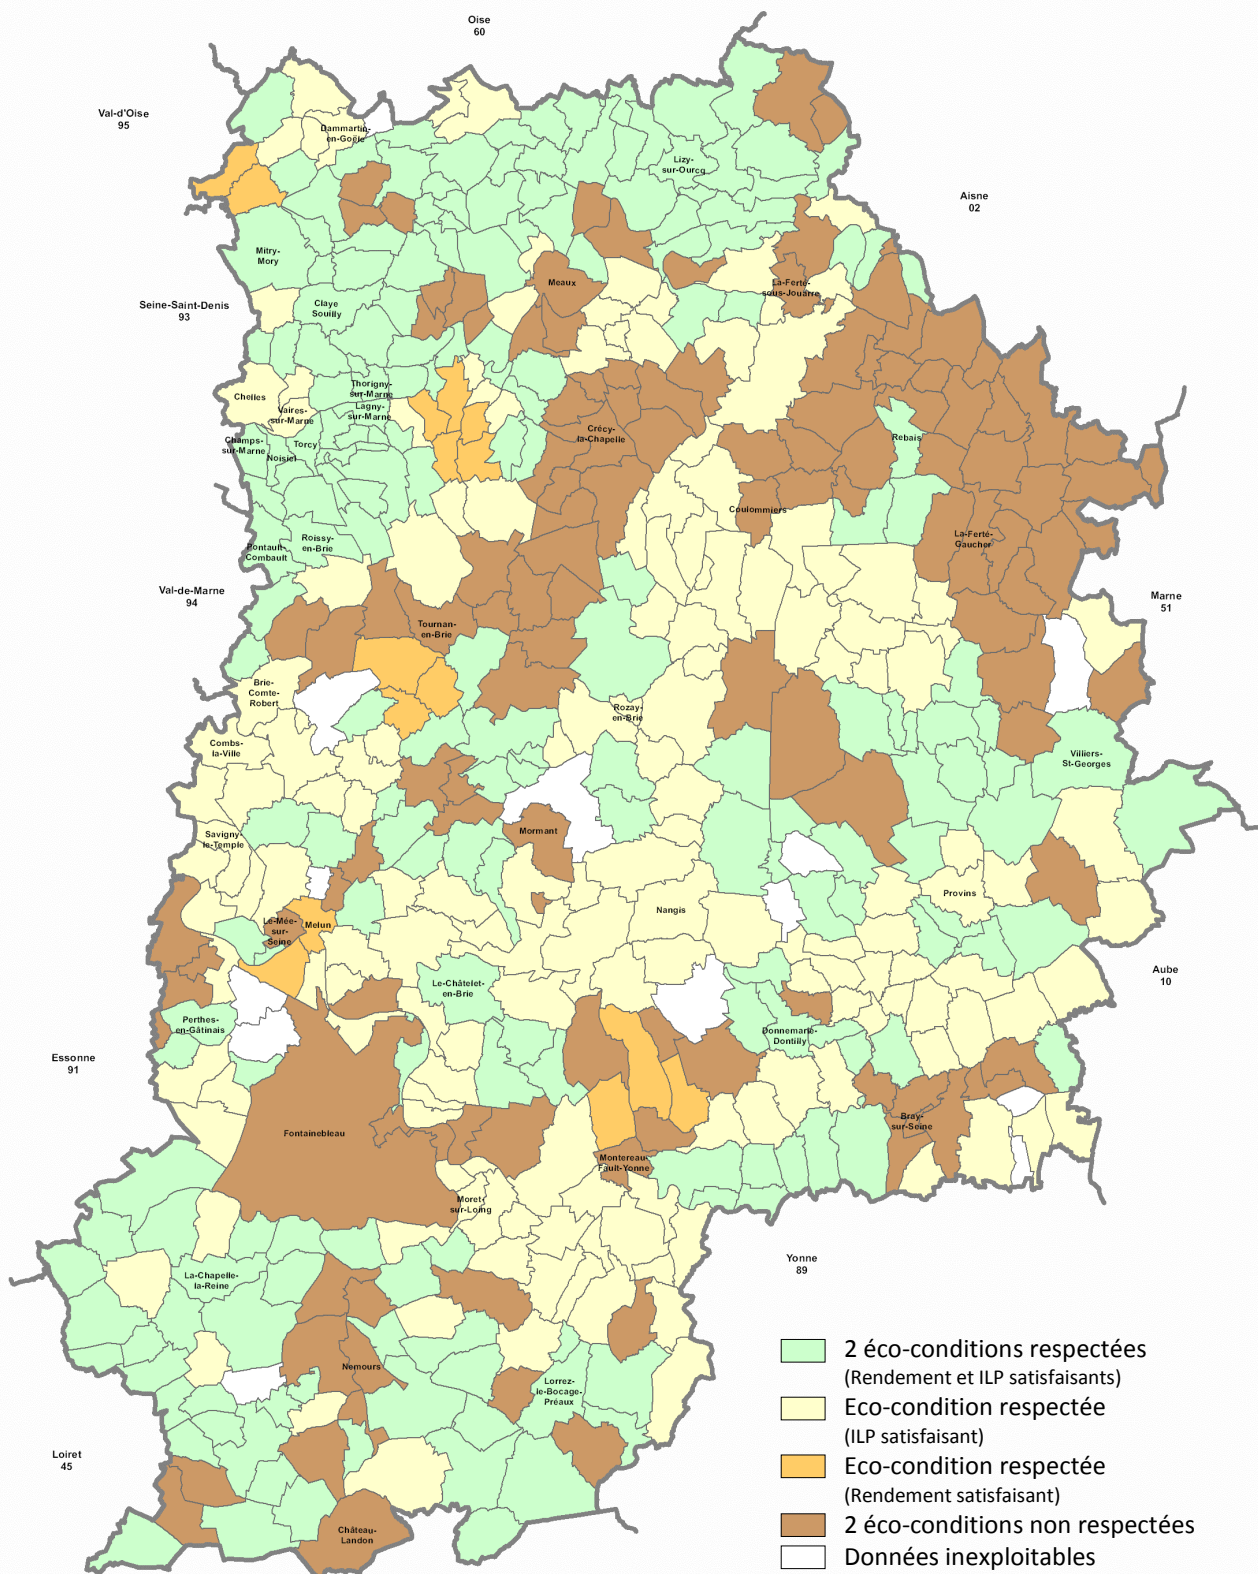 Oise
60
Val-d'Oise
95
Dammartin-
en-Goële
Lizy-
sur-Ourcq
Aisne
02
Mitry-
Mory
Meaux
La-Ferté-
sous-Jouarre
Seine-Saint-Denis
93
Claye
Souilly
Thorigny-
sur-Marne
Chelles
Lagny-
sur-Marne
Vaires-
sur-Marne
Crécy-
la-Chapelle
Rebais
Champs-
sur-Marne
Torcy
Noisiel
Coulommiers
La-Ferté-
Gaucher
Roissy-
en-Brie
Pontault
Combault
Val-de-Marne
94
Marne
51
Tournan-
en-Brie
Brie-
Comte-
Robert
Rozay-
en-Brie
Combs-
la-Ville
Villiers-
St-Georges
Savigny-
le-Temple
Mormant
Provins
Nangis
Le-Mée-
sur-
Seine
Melun
Aube
10
Le-Châtelet-
en-Brie
Perthes-
en-Gâtinais
Donnemarie-
Dontilly
Essonne
91
Bray-
sur-Seine
Fontainebleau
Montereau-
Fault-Yonne
Moret-
sur-Loing
Yonne
89
La-Chapelle-
la-Reine
Nemours
Lorrez-
le-Bocage-
Préaux
Loiret
45
Château-
Landon
2 éco-conditions respectées
(Rendement et ILP satisfaisants)
Eco-condition respectée
(ILP satisfaisant)
Eco-condition respectée
(Rendement satisfaisant)
2 éco-conditions non respectées
Données inexploitables